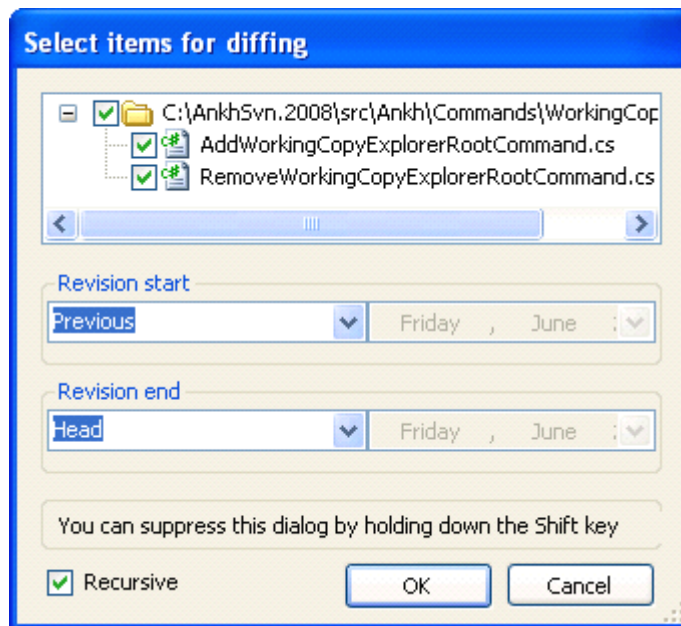 Select items for diffing
C:\AnkhSvn.2008\src\Ankh\Commands\WorkingCop
AddWorkingCopyExplorerRootCommand.cs
RemoveWorkingCopyExplorerRootCommand.cs
Revision start
Previous Friday , June
Revision end
Head Friday , June
You can suppress this dialog by holding down the Shift key
Recursive OK Cancel